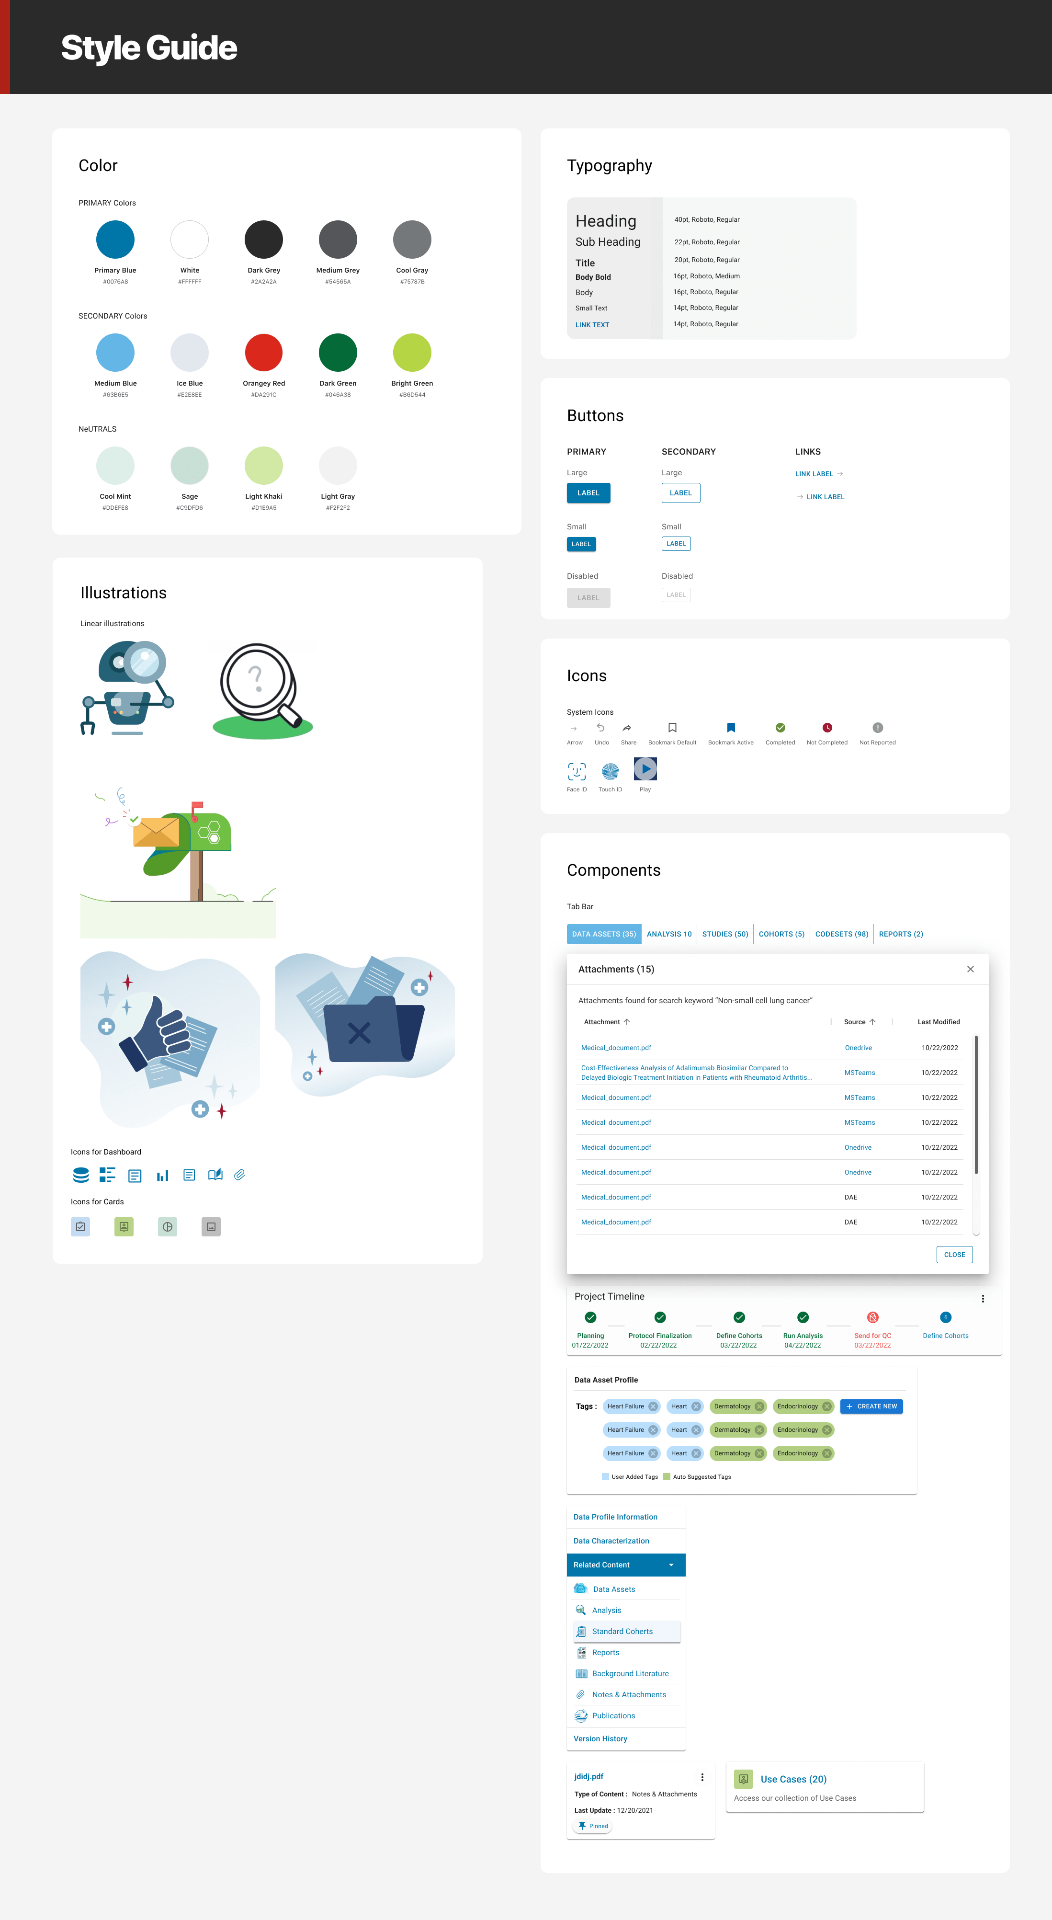 Style Guide
Color
PRIMARY Colors
Primary Blue
#0076A8
White
#FFFFFF
Dark Grey
#2A2A2A
Medium Grey
#54565A
Cool Gray
#75787B
SECONDARY Colors
Medium Blue
#63B6E5
Ice Blue
#E2E8EE
Orangey Red
#DA291C
Dark Green
#046A38
Bright Green
#B6D544
NeUTRALS
Cool Mint
#DDEFE8
Sage
#C9DFD6
Light Khaki
#D1E9A5
Light Gray
#F2F2F2
Illustrations
Linear illustrations
Icons for Dashboard
Icons for Cards
Typography
Heading 40pt, Roboto, Regular
Sub Heading 22pt, Roboto, Regular
Title 20pt, Roboto, Regular
Body Bold 16pt, Roboto, Medium
Body 16pt, Roboto, Regular
Small Text 14pt, Roboto, Regular
LINK TEXT 14pt, Roboto, Regular
Buttons
PRIMARY SECONDARY LINKS
Large Large LINK LABEL →
LABEL LABEL → LINK LABEL
Small Small
LABEL LABEL
Disabled Disabled
LABEL LABEL
Icons
System Icons
Arrow Undo Share Bookmark Default Bookmark Active Completed Not Completed Not Reported
Face ID Touch ID Play
Components
Tab Bar
DATA ASSETS (35) ANALYSIS 10 STUDIES (50) COHORTS (5) CODESETS (98) REPORTS (2)
Attachments (15)
Attachments found for search keyword "Non-small cell lung cancer"
Attachment ↑ Source ↑ Last Modified
Medical_document.pdf Onedrive 10/22/2022
Cost-Effectiveness Analysis of Adalimumab Biosimilar Compared to
Delayed Biologic Treatment Initiation in Patients with Rheumatoid Arthritis... MSTeams 10/22/2022
Medical_document.pdf MSTeams 10/22/2022
Medical_document.pdf MSTeams 10/22/2022
Medical_document.pdf Onedrive 10/22/2022
Medical_document.pdf Onedrive 10/22/2022
Medical_document.pdf DAE 10/22/2022
Medical_document.pdf DAE 10/22/2022
CLOSE
Project Timeline
Planning Protocol Finalization Define Cohorts Run Analysis Send for QC Define Cohorts
01/22/2022 02/22/2022 03/22/2022 04/22/2022 03/22/2022
Data Asset Profile
Tags : Heart Failure Heart Dermatology Endocrinology + CREATE NEW
Heart Failure Heart Dermatology Endocrinology
Heart Failure Heart Dermatology Endocrinology
User Added Tags Auto Suggested Tags
Data Profile Information
Data Characterization
Related Content
Data Assets
Analysis
Standard Coherts
Reports
Background Literature
Notes & Attachments
Publications
Version History
jdidj.pdf
Type of Content : Notes & Attachments
Last Update : 12/20/2021
Pinned
Use Cases (20)
Access our collection of Use Cases